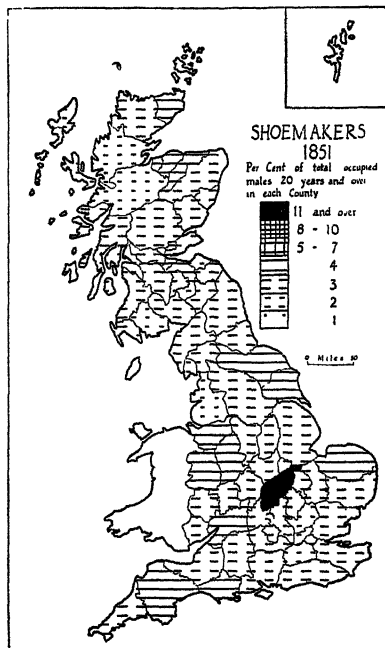 SHOEMAKERS
1851
Per Cent of total occupied
males 20 years and over
in each County
11 and over
8 - 10
5 - 7
4
3
2
1
0 Miles 50